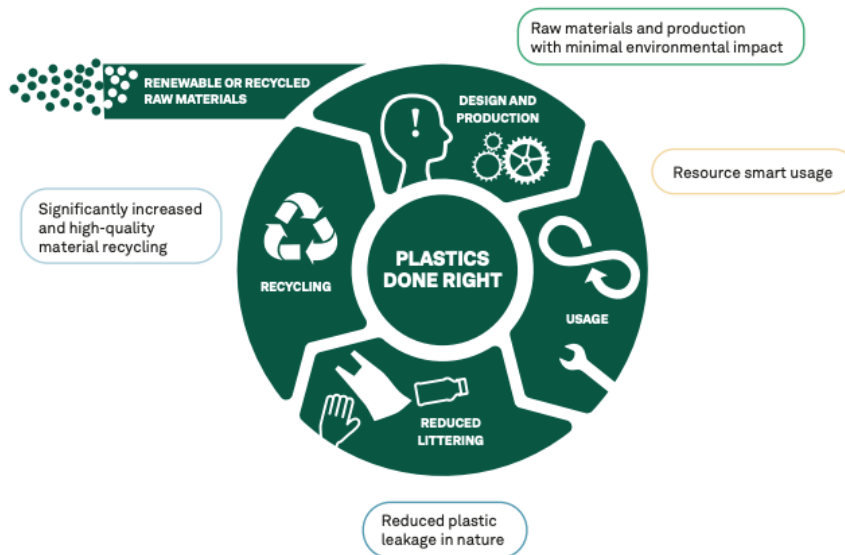 Raw materials and production
with minimal environmental impact
RENEWABLE OR RECYCLED
RAW MATERIALS
DESIGN AND
PRODUCTION
!
Resource smart usage
Significantly increased
and high-quality
material recycling
PLASTICS
DONE RIGHT
RECYCLING
USAGE
REDUCED
LITTERING
Reduced plastic
leakage in nature